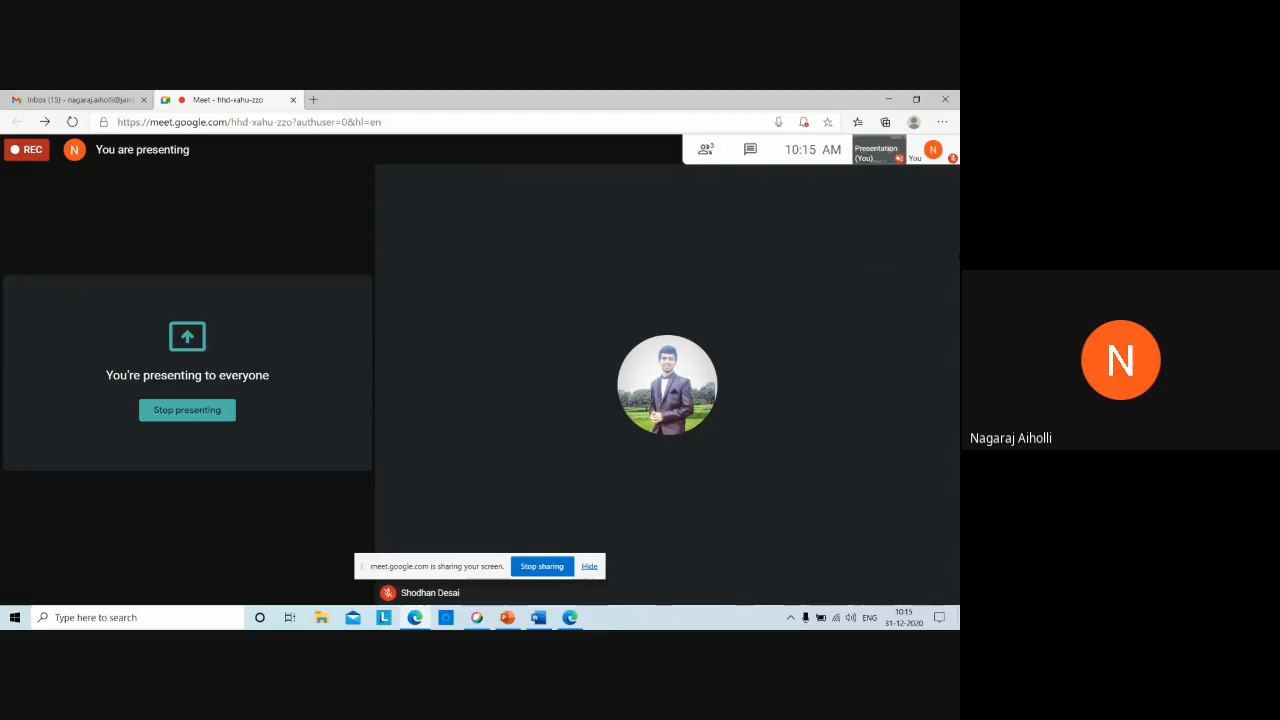 Inbox (15) - nagaraj.aiholli@jain
Meet - hhd-xahu-zzo
https://meet.google.com/hhd-xahu-zzo?authuser=0&hl=en
REC
N
You are presenting
3
10:15 AM
Presentation
(You)
You
N
You're presenting to everyone
Stop presenting
N
Nagaraj Aiholli
meet.google.com is sharing your screen.
Stop sharing
Hide
Shodhan Desai
Type here to search
L
ENG
10:15
31-12-2020